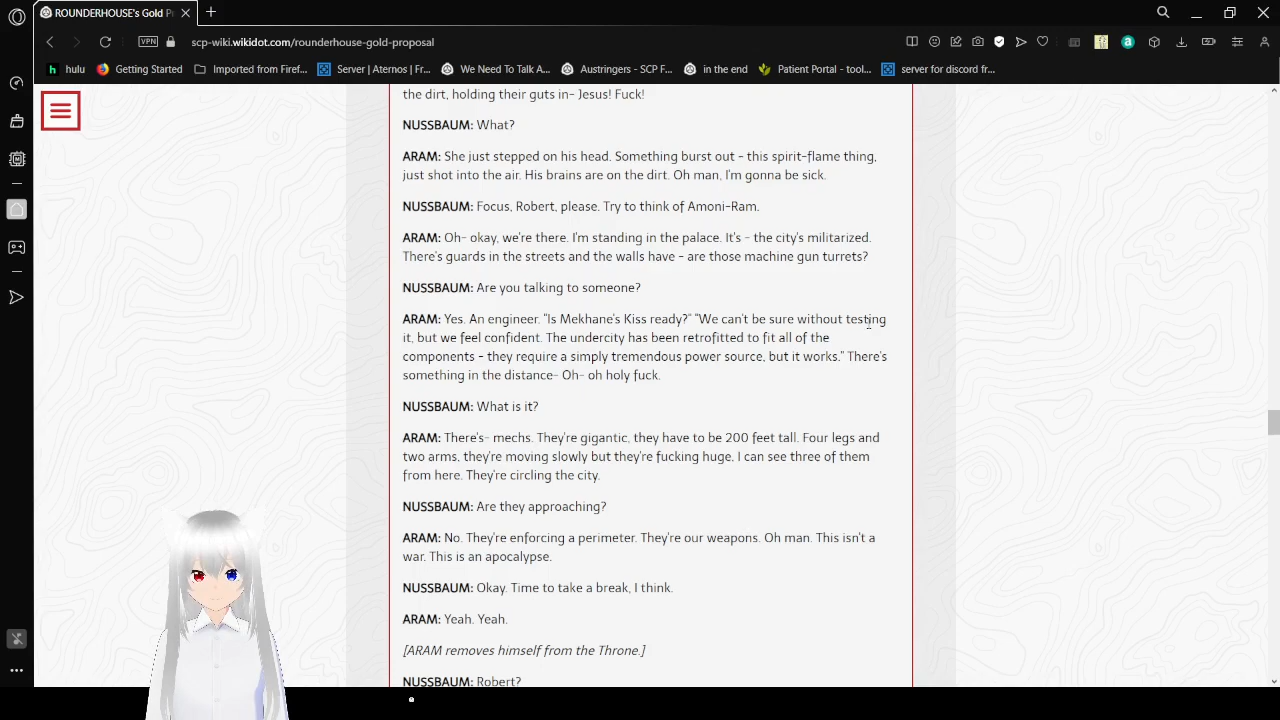 ROUNDERHOUSE's Gold P
VPN
scp-wiki.wikidot.com/rounderhouse-gold-proposal
hulu
Getting Started
Imported from Firef...
Server | Aternos | Fr...
We Need To Talk A...
Austringers - SCP F...
in the end
Patient Portal - tool...
server for discord fr...
the dirt, holding their guts in- Jesus! Fuck!
NUSSBAUM: What?
ARAM: She just stepped on his head. Something burst out - this spirit-flame thing,
just shot into the air. His brains are on the dirt. Oh man, I'm gonna be sick.
NUSSBAUM: Focus, Robert, please. Try to think of Amoni-Ram.
ARAM: Oh- okay, we're there. I'm standing in the palace. It's - the city's militarized.
There's guards in the streets and the walls have - are those machine gun turrets?
NUSSBAUM: Are you talking to someone?
ARAM: Yes. An engineer. "Is Mekhane's Kiss ready?" "We can't be sure without testing
it, but we feel confident. The undercity has been retrofitted to fit all of the
components - they require a simply tremendous power source, but it works." There's
something in the distance- Oh- oh holy fuck.
NUSSBAUM: What is it?
ARAM: There's- mechs. They're gigantic, they have to be 200 feet tall. Four legs and
two arms, they're moving slowly but they're fucking huge, I can see three of them
from here. They're circling the city.
NUSSBAUM: Are they approaching?
ARAM: No. They're enforcing a perimeter. They're our weapons. Oh man. This isn't a
war. This is an apocalypse.
NUSSBAUM: Okay. Time to take a break, I think.
ARAM: Yeah. Yeah.
[ARAM removes himself from the Throne.]
NUSSBAUM: Robert?